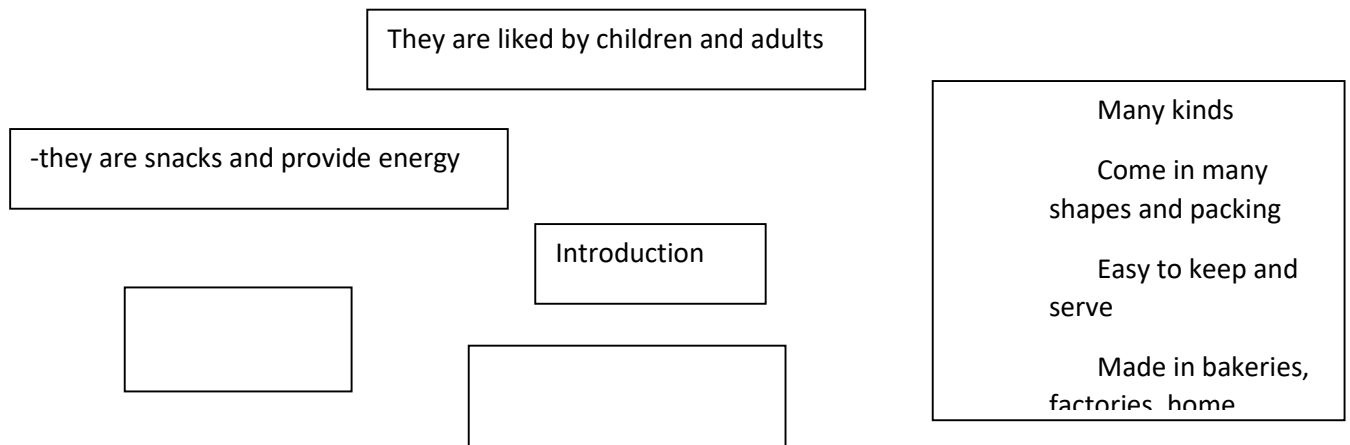 They are liked by children and adults
-they are snacks and provide energy
Introduction
Many kinds
Come in many
shapes and packing
Easy to keep and
serve
Made in bakeries,
factories, home